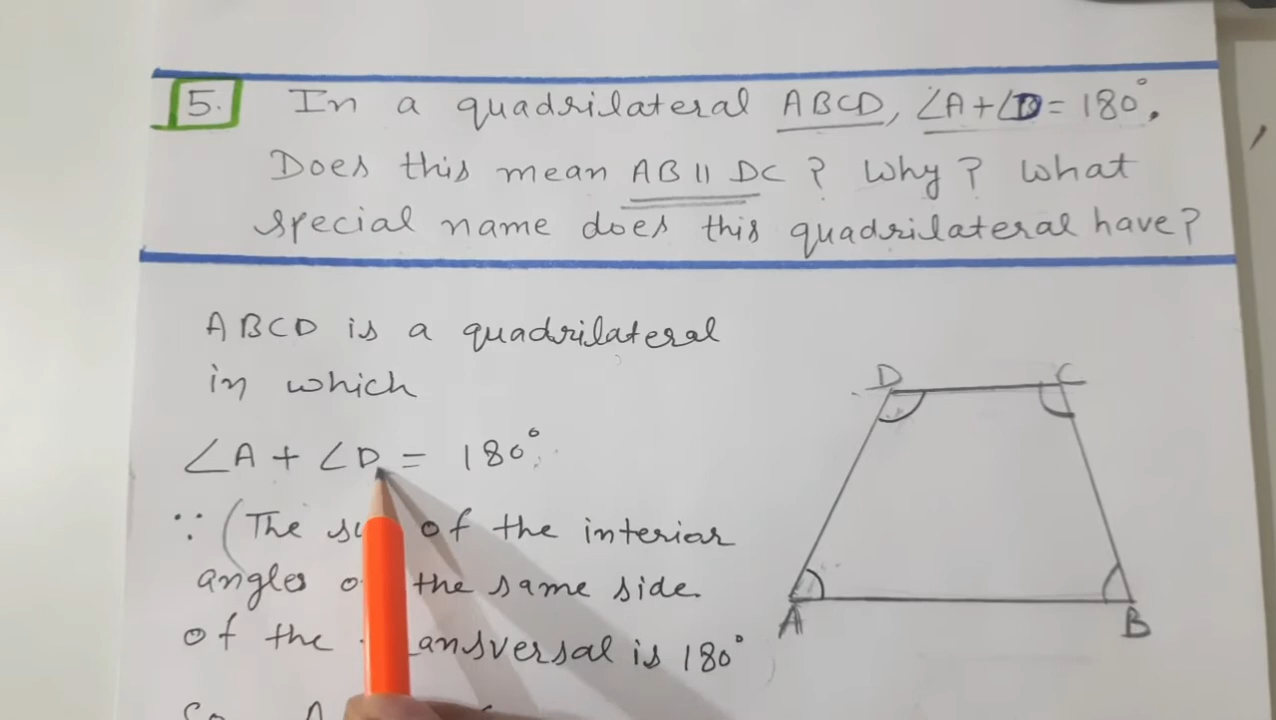 5. In a quadrilateral ABCD, ∠A+∠D=180°.
Does this mean AB || DC ? Why ? What
special name does this quadrilateral have?
ABCD is a quadrilateral
in which
∠A + ∠D = 180°
∵ (The of the interior
angles the same side
of the is 180°
D C
A B